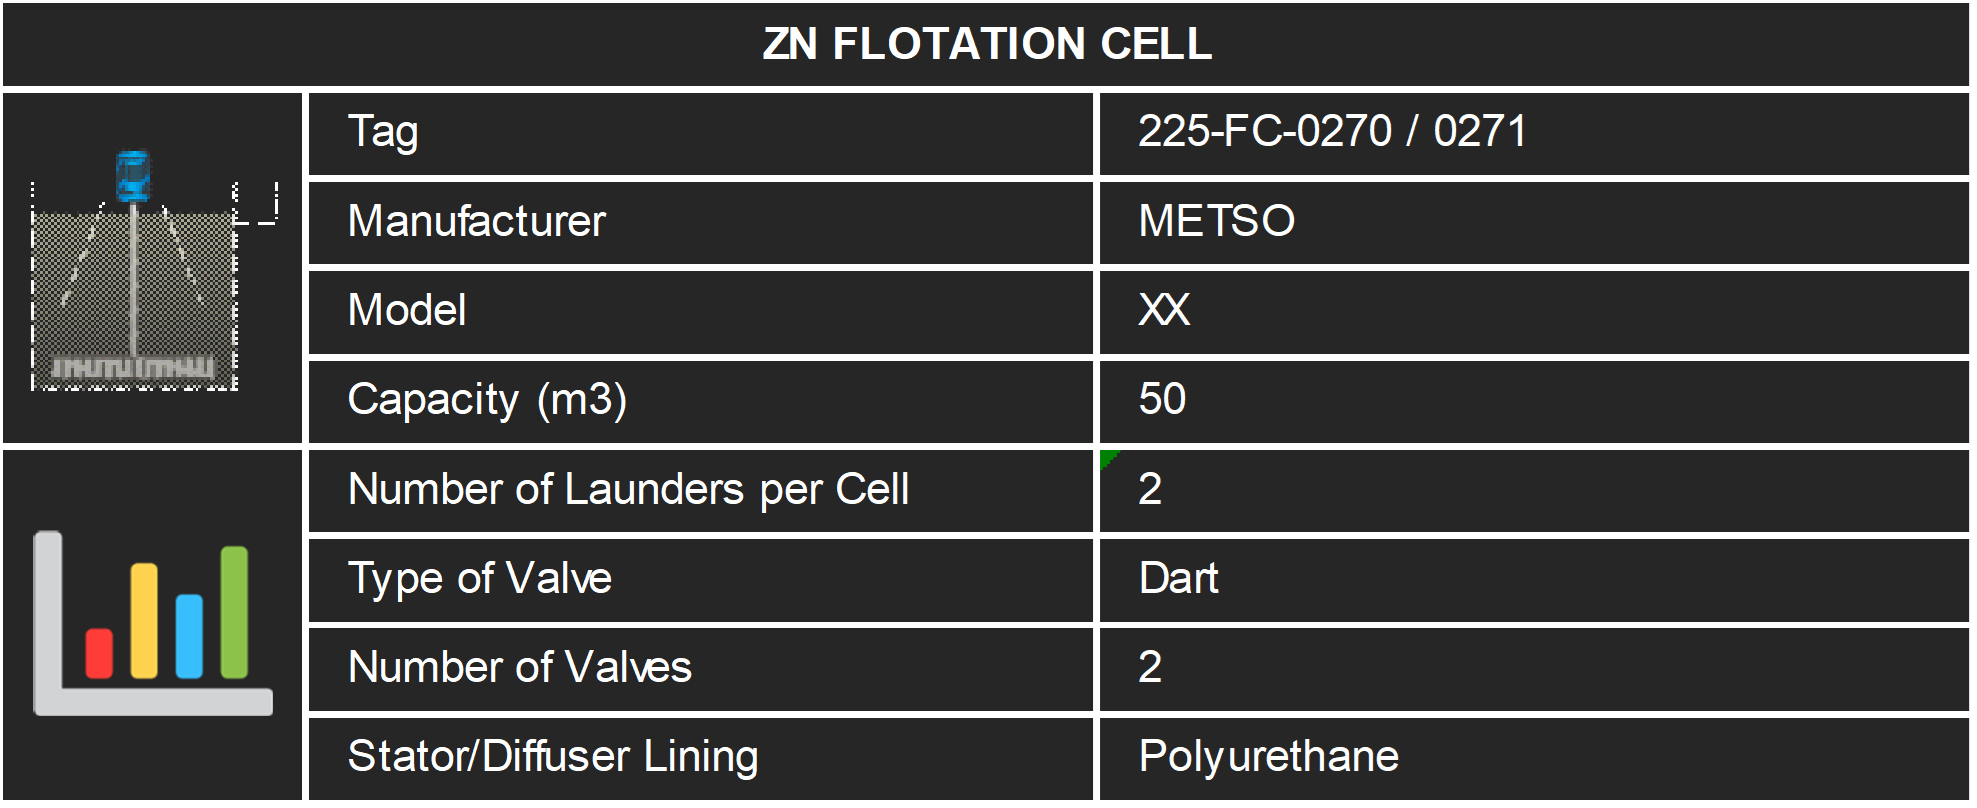 ZN FLOTATION CELL
Tag 225-FC-0270 / 0271
Manufacturer METSO
Model XX
Capacity (m3) 50
Number of Launders per Cell 2
Type of Valve Dart
Number of Valves 2
Stator/Diffuser Lining Polyurethane